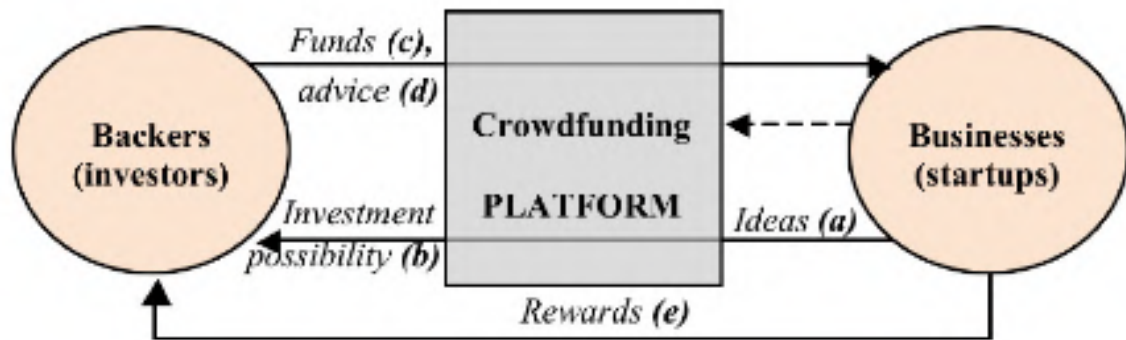 Funds (c),
advice (d)
Backers
(investors)
Investment
possibility (b)
Crowdfunding
PLATFORM
Ideas (a)
Businesses
(startups)
Rewards (e)